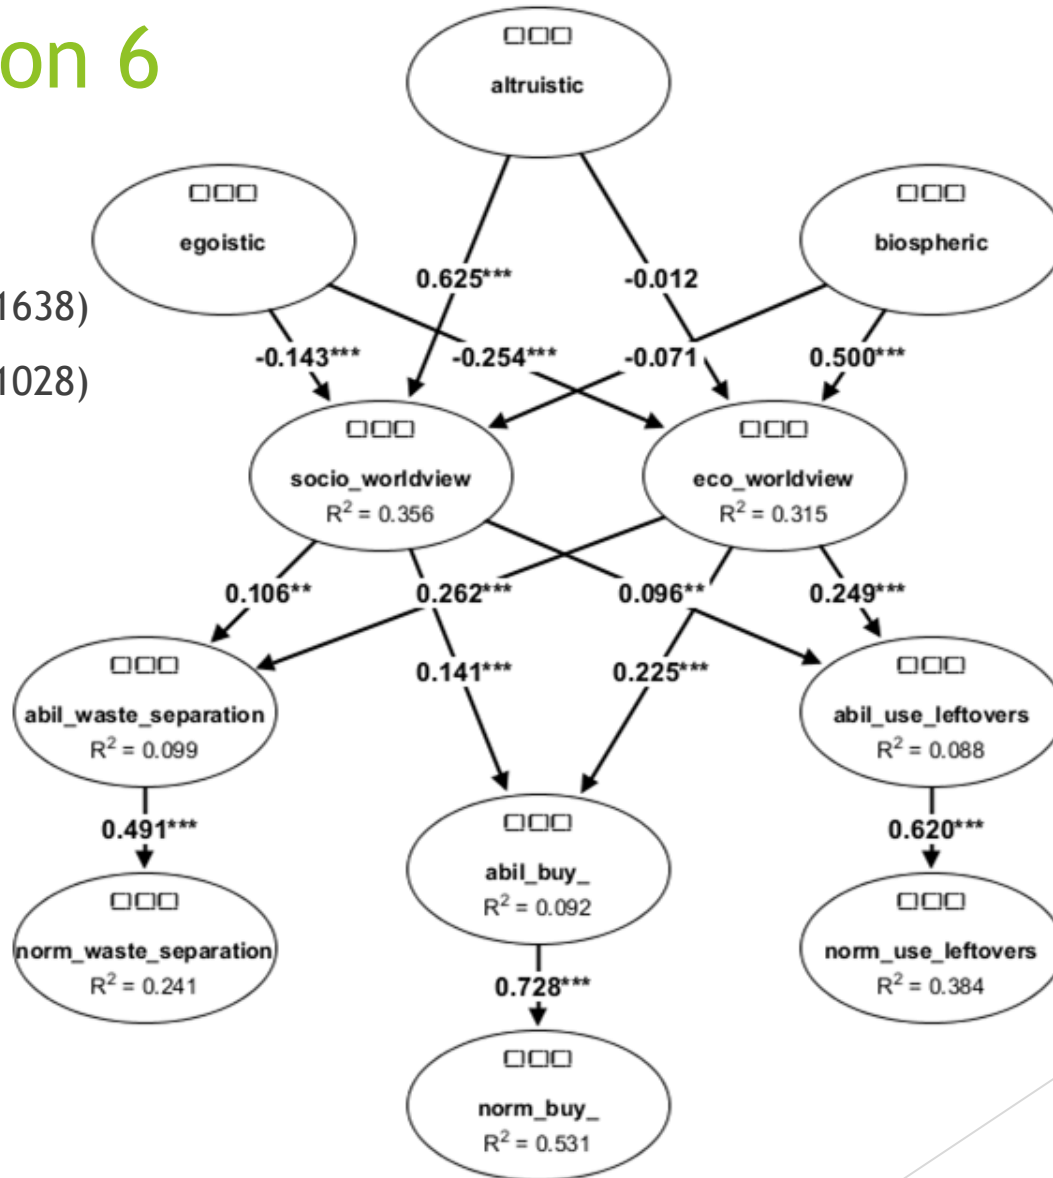 on 6
□□□
altruistic
□□□
egoistic
□□□
biospheric
1638)
1028)
0.625***
-0.012
-0.143***
-0.254***
-0.071
0.500***
□□□
socio_worldview
R² = 0.356
□□□
eco_worldview
R² = 0.315
0.106**
0.262***
0.096**
0.249***
0.141***
0.225***
□□□
abil_waste_separation
R² = 0.099
□□□
abil_use_leftovers
R² = 0.088
0.491***
0.620***
□□□
abil_buy_
R² = 0.092
□□□
norm_waste_separation
R² = 0.241
□□□
norm_use_leftovers
R² = 0.384
0.728***
□□□
norm_buy_
R² = 0.531